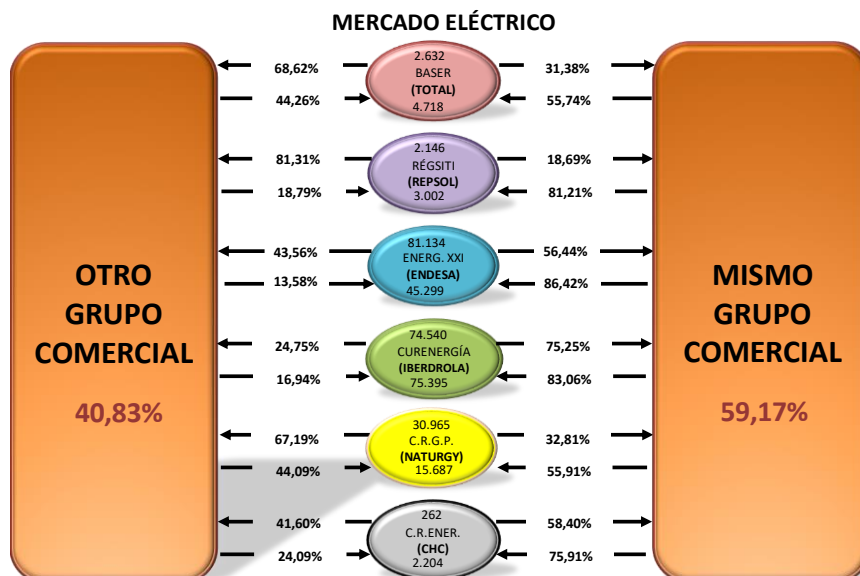 MERCADO ELÉCTRICO
OTRO
GRUPO
COMERCIAL
40,83%
68,62%
2.632
BASER
(TOTAL)
4.718
31,38%
44,26%
55,74%
81,31%
2.146
RÉGSITI
(REPSOL)
3.002
18,69%
18,79%
81,21%
43,56%
81.134
ENERG. XXI
(ENDESA)
45.299
56,44%
13,58%
86,42%
24,75%
74.540
CURENERGÍA
(IBERDROLA)
75.395
75,25%
16,94%
83,06%
67,19%
30.965
C.R.G.P.
(NATURGY)
15.687
32,81%
44,09%
55,91%
41,60%
262
C.R.ENER.
(CHC)
2.204
58,40%
24,09%
75,91%
MISMO
GRUPO
COMERCIAL
59,17%